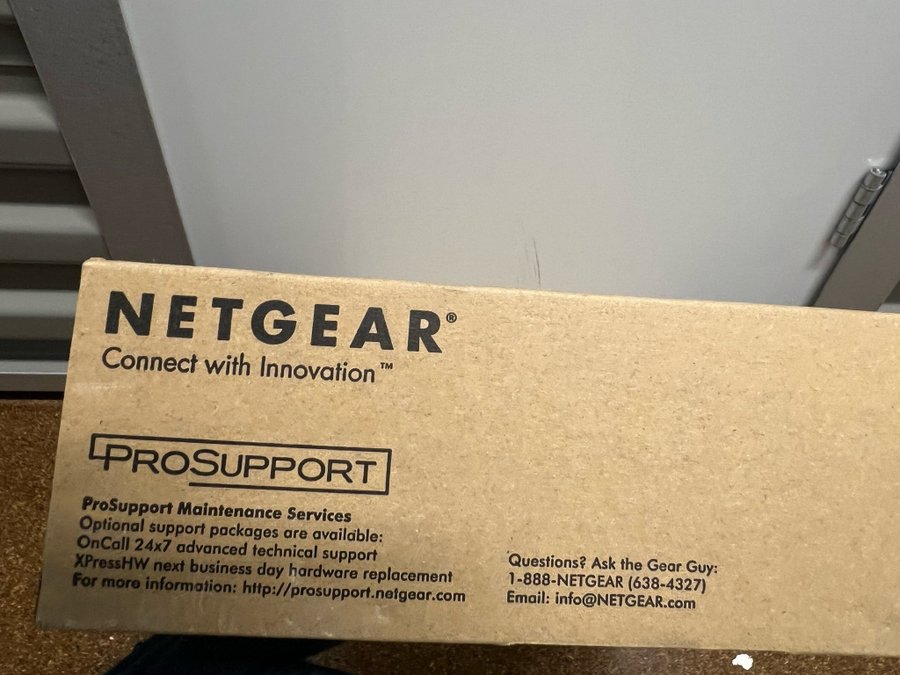 NETGEAR®
Connect with Innovation™
PROSUPPORT
ProSupport Maintenance Services
Optional support packages are available:
OnCall 24x7 advanced technical support
XPressHW next business day hardware replacement
For more information: http://prosupport.netgear.com
Questions? Ask the Gear Guy:
1-888-NETGEAR (638-4327)
Email: info@NETGEAR.com